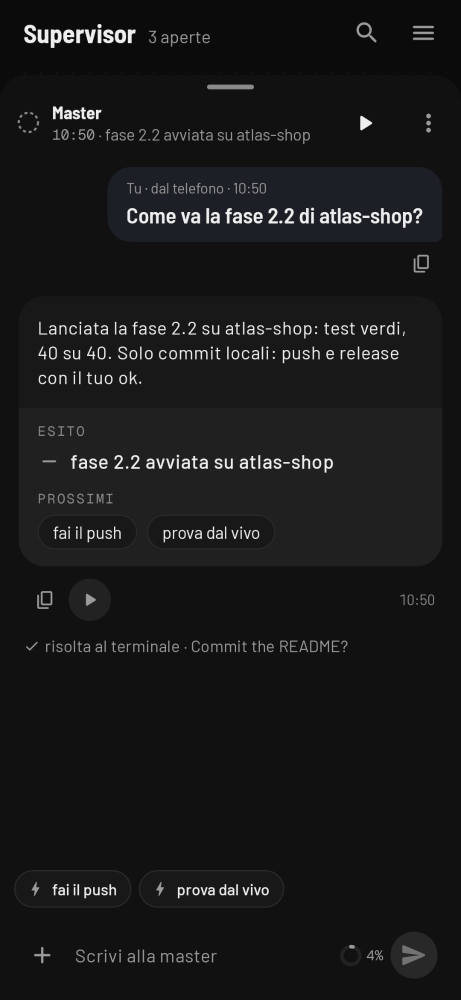 Supervisor 3 aperte
Master
10:50 · fase 2.2 avviata su atlas-shop
Tu · dal telefono · 10:50
Come va la fase 2.2 di atlas-shop?
Lanciata la fase 2.2 su atlas-shop: test verdi,
40 su 40. Solo commit locali: push e release
con il tuo ok.
ESITO
— fase 2.2 avviata su atlas-shop
PROSSIMI
fai il push prova dal vivo
10:50
✓ risolta al terminale · Commit the README?
fai il push prova dal vivo
Scrivi alla master 4%